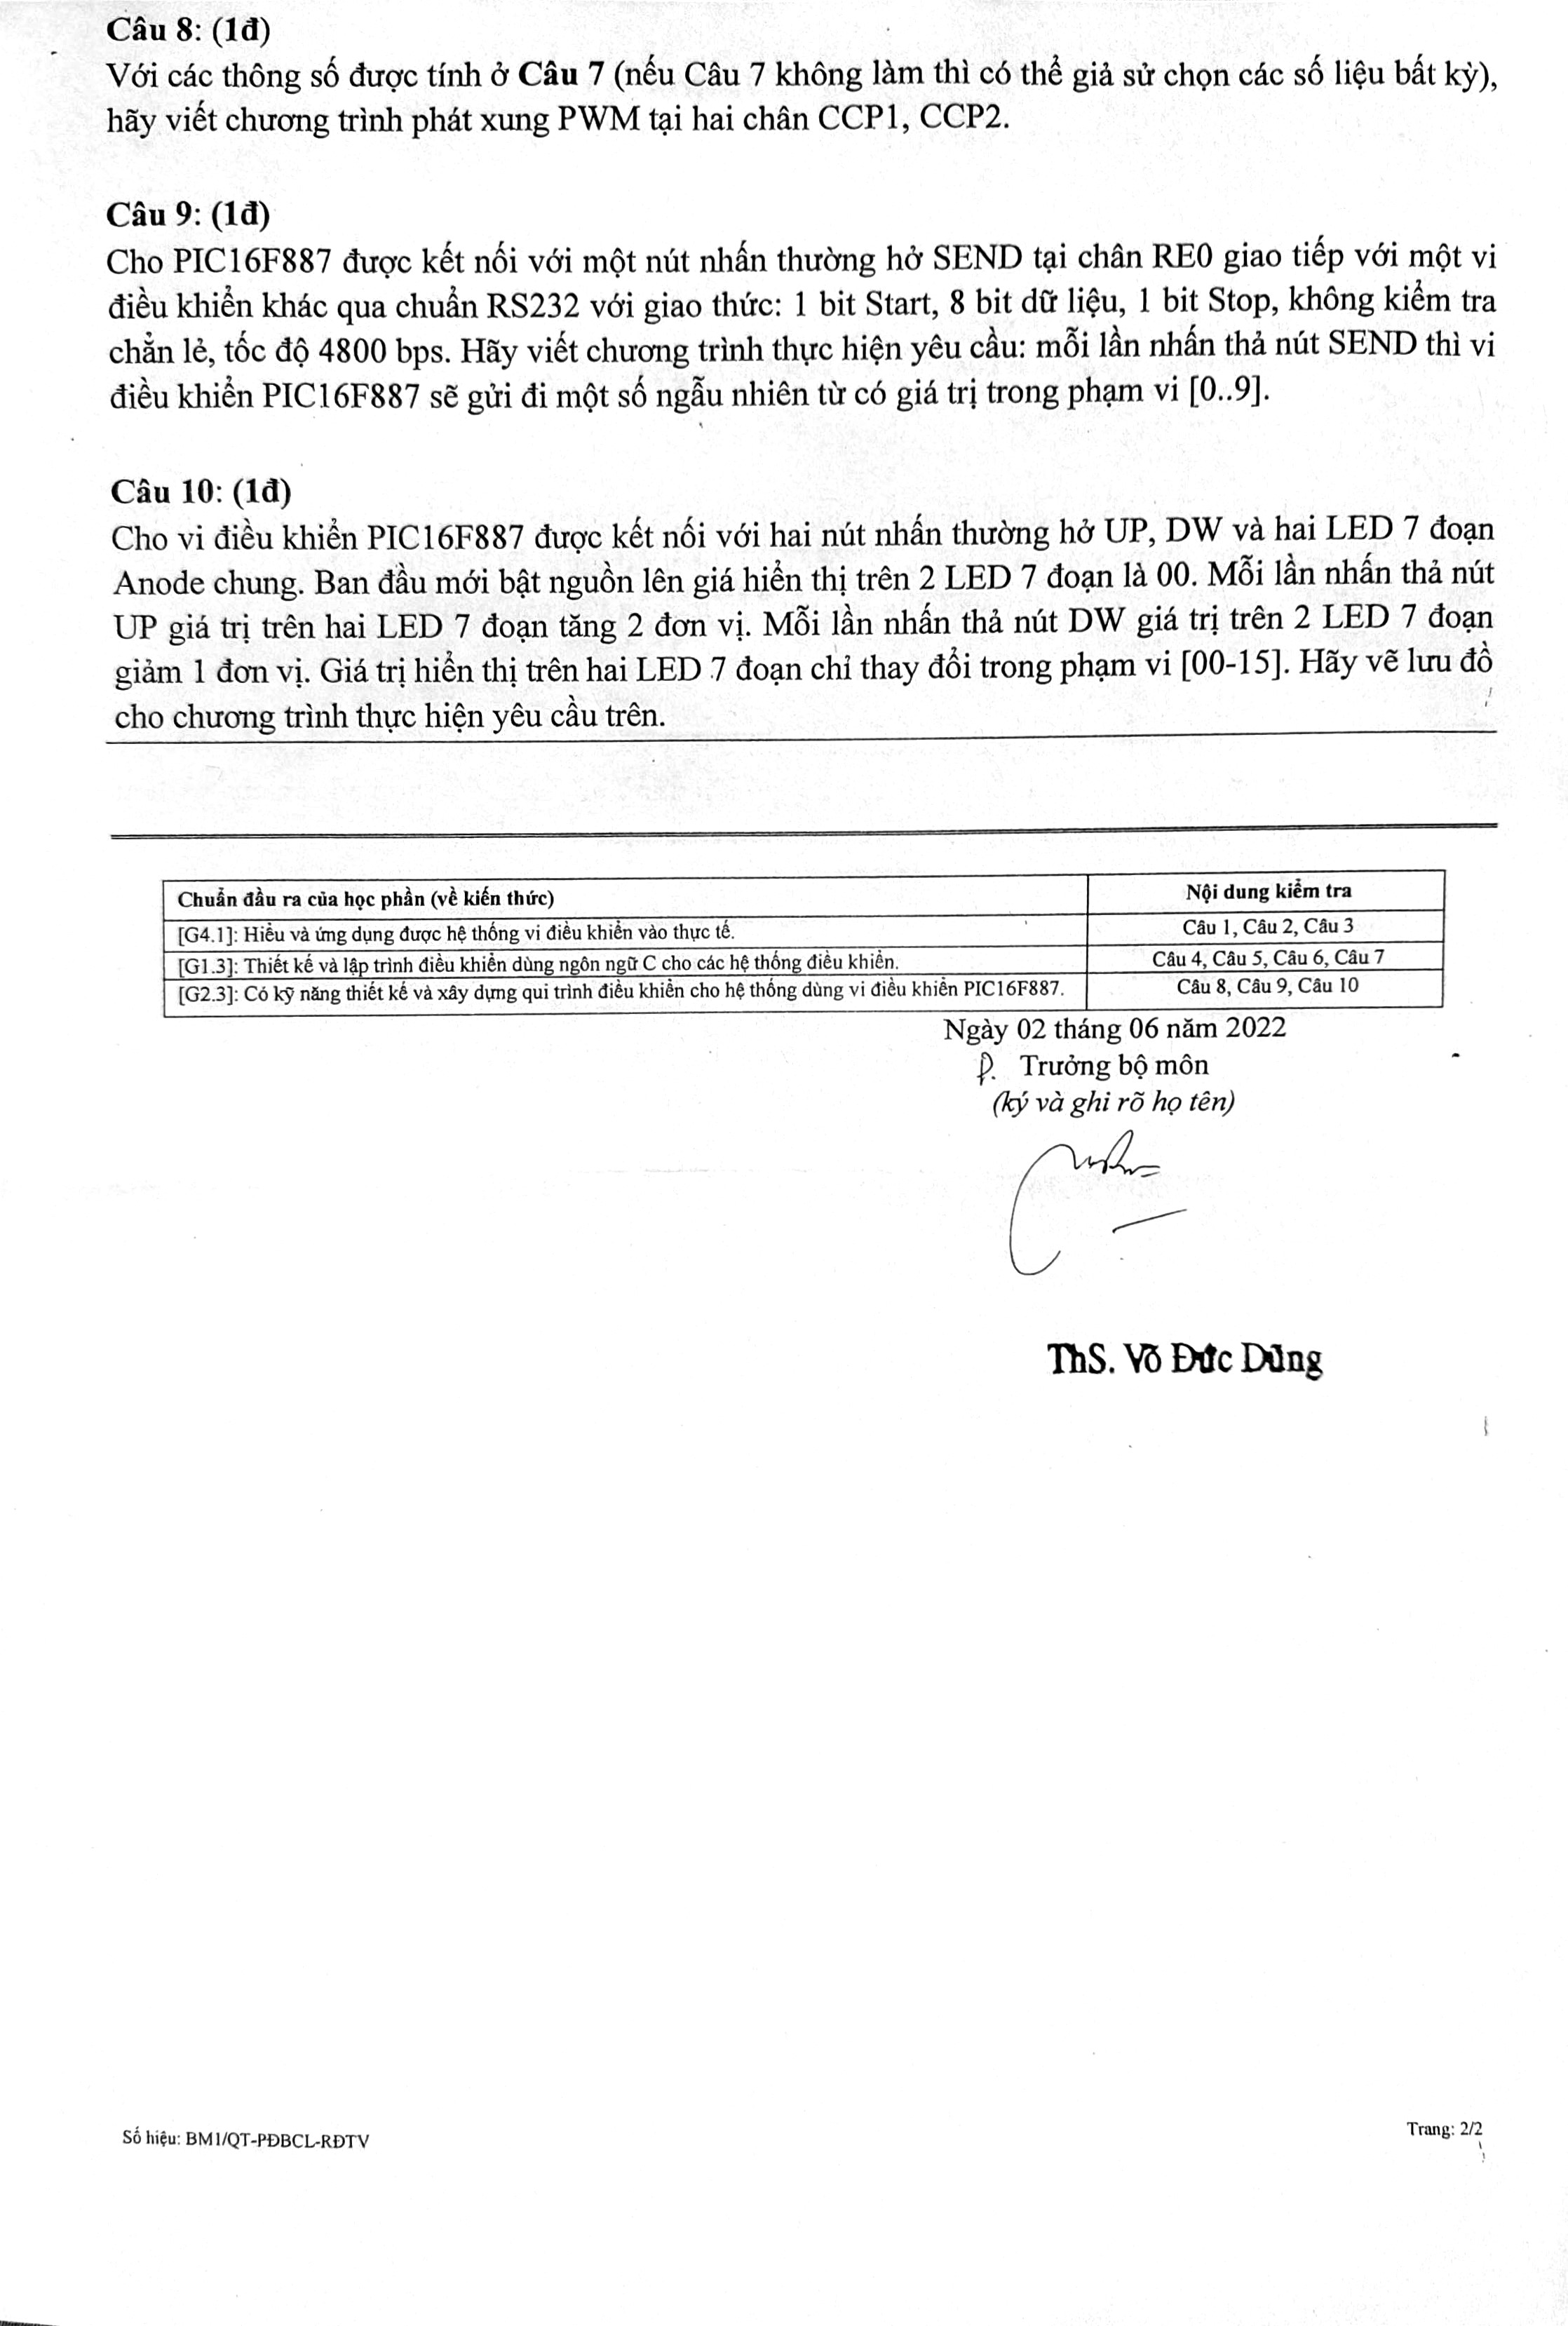 Câu 8: (1đ)
Với các thông số được tính ở Câu 7 (nếu Câu 7 không làm thì có thể giả sử chọn các số liệu bất kỳ),
hãy viết chương trình phát xung PWM tại hai chân CCP1, CCP2.
Câu 9: (1đ)
Cho PIC16F887 được kết nối với một nút nhấn thường hở SEND tại chân RE0 giao tiếp với một vi
điều khiển khác qua chuẩn RS232 với giao thức: 1 bit Start, 8 bit dữ liệu, 1 bit Stop, không kiểm tra
chẵn lẻ, tốc độ 4800 bps. Hãy viết chương trình thực hiện yêu cầu: mỗi lần nhấn thả nút SEND thì vi
điều khiển PIC16F887 sẽ gửi đi một số ngẫu nhiên từ có giá trị trong phạm vi [0..9].
Câu 10: (1đ)
Cho vi điều khiển PIC16F887 được kết nối với hai nút nhấn thường hở UP, DW và hai LED 7 đoạn
Anode chung. Ban đầu mới bật nguồn lên giá hiển thị trên 2 LED 7 đoạn là 00. Mỗi lần nhấn thả nút
UP giá trị trên hai LED 7 đoạn tăng 2 đơn vị. Mỗi lần nhấn thả nút DW giá trị trên 2 LED 7 đoạn
giảm 1 đơn vị. Giá trị hiển thị trên hai LED 7 đoạn chỉ thay đổi trong phạm vi [00-15]. Hãy vẽ lưu đồ
cho chương trình thực hiện yêu cầu trên.
Chuẩn đầu ra của học phần (về kiến thức) Nội dung kiểm tra
[G4.1]: Hiểu và ứng dụng được hệ thống vi điều khiển vào thực tế. Câu 1, Câu 2, Câu 3
[G1.3]: Thiết kế và lập trình điều khiển dùng ngôn ngữ C cho các hệ thống điều khiển. Câu 4, Câu 5, Câu 6, Câu 7
[G2.3]: Có kỹ năng thiết kế và xây dựng qui trình điều khiển cho hệ thống dùng vi điều khiển PIC16F887. Câu 8, Câu 9, Câu 10
Ngày 02 tháng 06 năm 2022
P. Trưởng bộ môn
(ký và ghi rõ họ tên)
ThS. Võ Đức Dũng
Số hiệu: BM1/QT-PĐBCL-RĐTV
Trang: 2/2